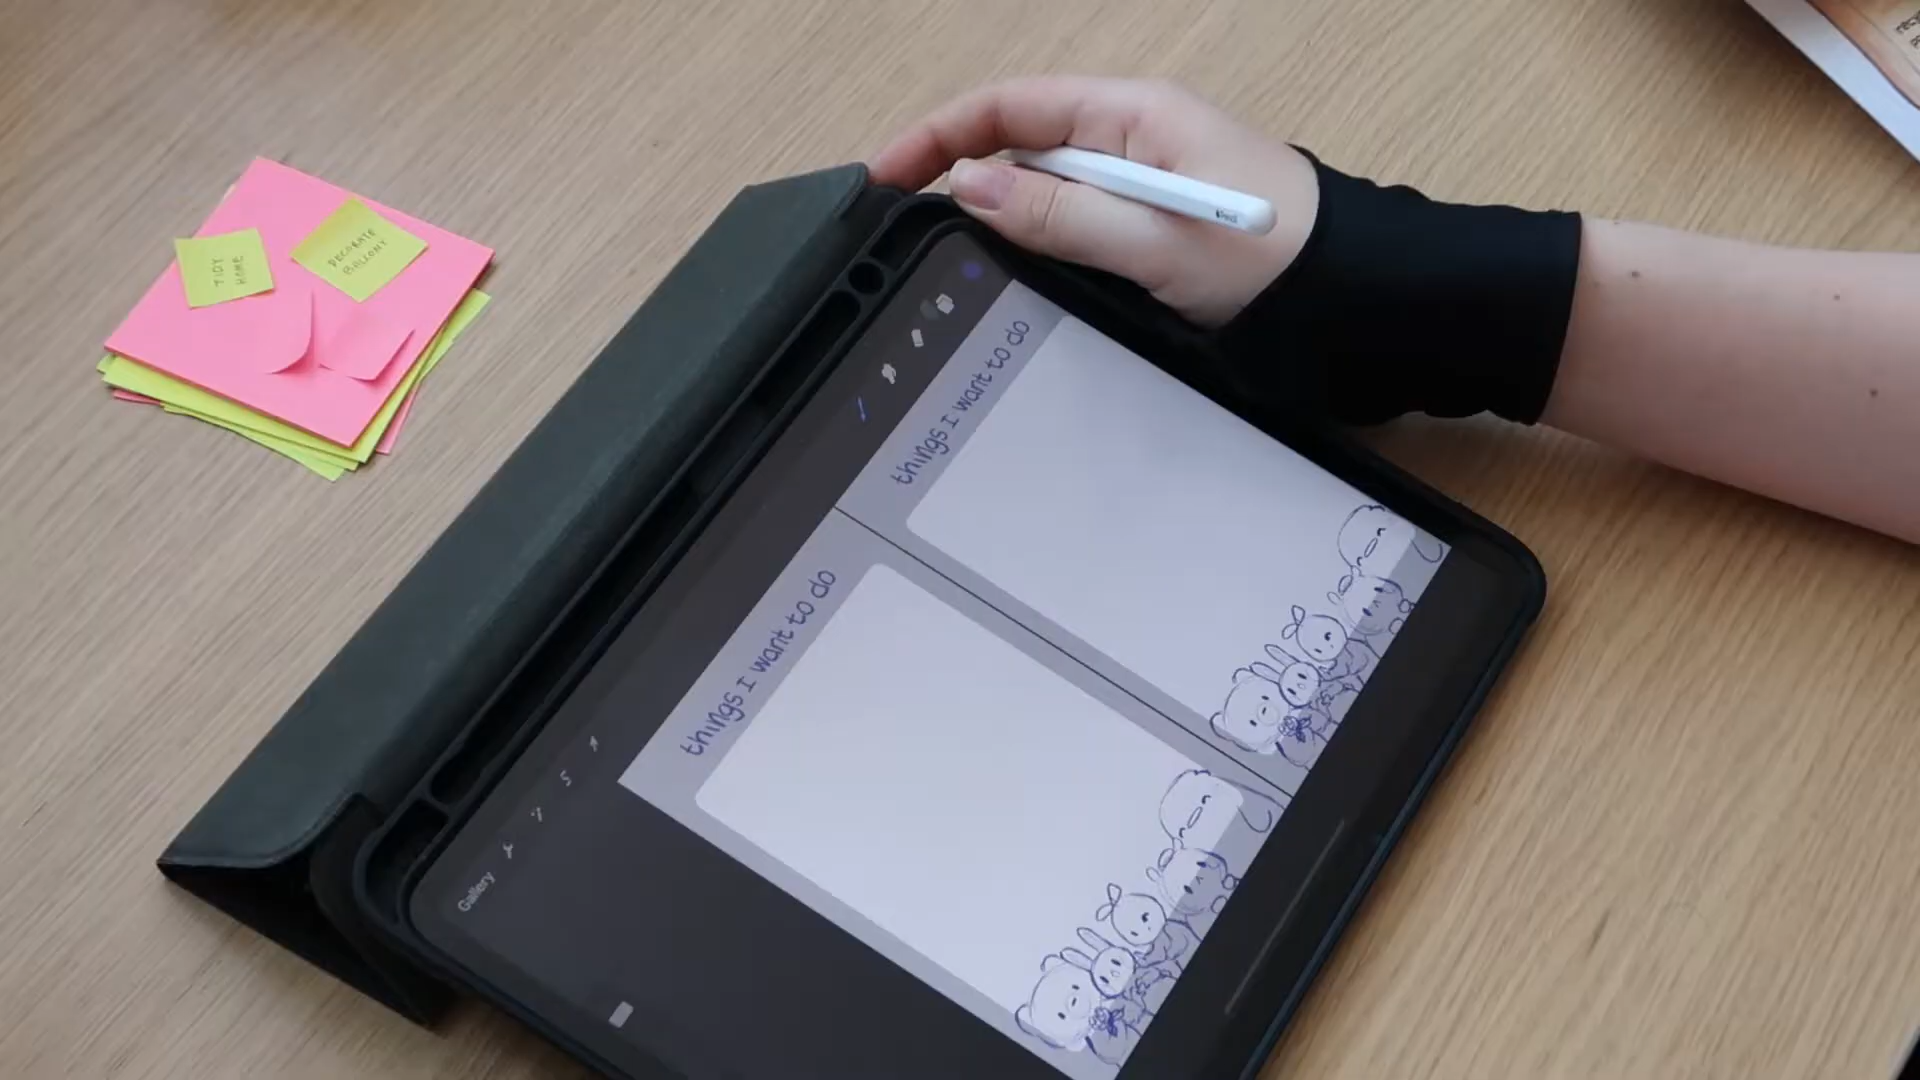 TIDY
HOME
DECORATE
BALCONY
things I want to do
things I want to do
Gallery